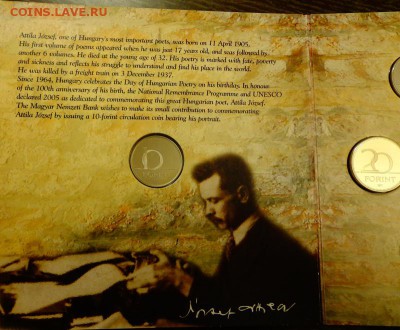 COINS.LAVE.RU
Attila József, one of Hungary's most important poets, was born on 11 April 1905.
His first volume of poems appeared when he was just 17 years old, and was followed by
another 6 volumes. He died at the young age of 32. His poetry is marked with fate, poverty
and sickness and reflects his struggle to understand and find his place in the world.
He was killed by a freight train on 3 December 1937.
Since 1964, Hungary celebrates the Day of Hungarian Poetry on his birthday. In honour
of the 100th anniversary of his birth, the National Remembrance Programme and UNESCO
declared 2005 as dedicated to commemorating this great Hungarian poet, Attila József.
The Magyar Nemzeti Bank wishes to make its small contribution to commemorating
Attila József by issuing a 10-forint circulation coin bearing his portrait.
20
FORINT
József Attila